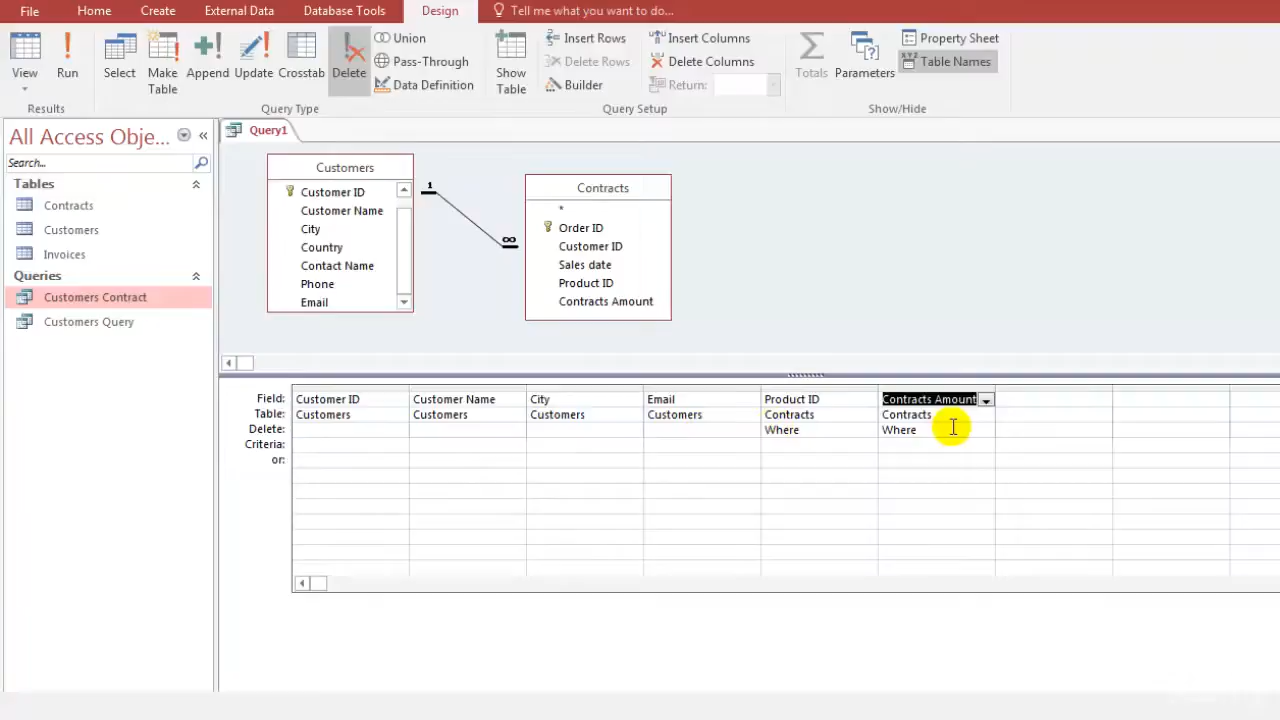 File Home Create External Data Database Tools Design Tell me what you want to do...
View Run Select Make Table Append Update Crosstab Delete Union Pass-Through Data Definition Show Table Insert Rows Delete Rows Builder Insert Columns Delete Columns Return: Totals Parameters Property Sheet Table Names
Results Query Type Query Setup Show/Hide
All Access Obje... «
Search...
Tables
Contracts
Customers
Invoices
Queries
Customers Contract
Customers Query
Query1
Customers
Customer ID
Customer Name
City
Country
Contact Name
Phone
Email
1
∞
Contracts
*
Order ID
Customer ID
Sales date
Product ID
Contracts Amount
Field: Customer ID Customer Name City Email Product ID Contracts Amount
Table: Customers Customers Customers Customers Contracts Contracts
Delete: Where Where
Criteria:
or: